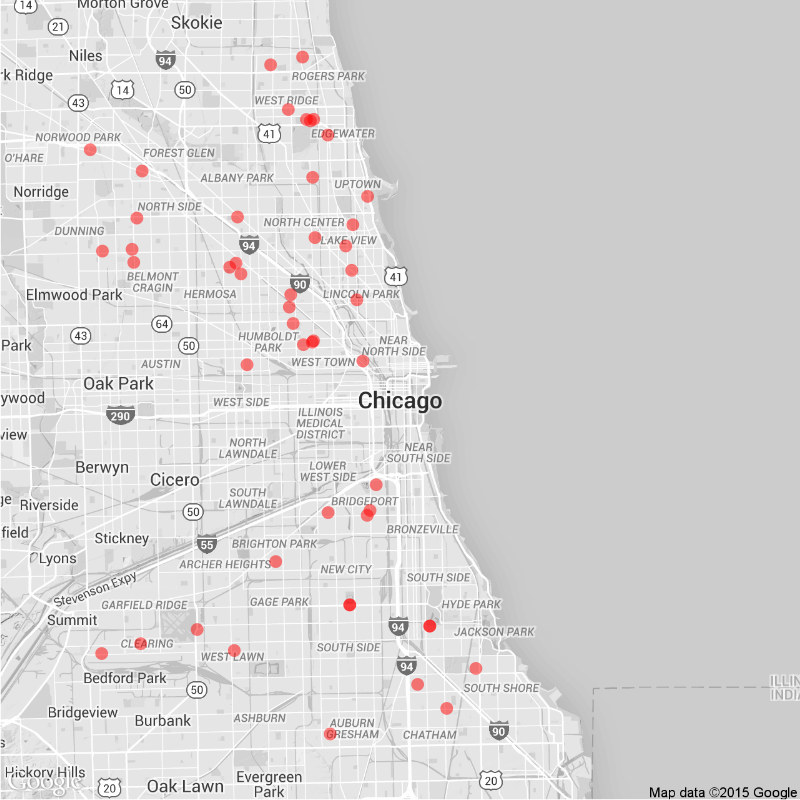 14
Morton Grove
21
Skokie
Niles
94
rk Ridge
ROGERS PARK
14
50
43
WEST RIDGE
41
EDGEWATER
NORWOOD PARK
O'HARE
FOREST GLEN
ALBANY PARK
UPTOWN
Norridge
NORTH SIDE
NORTH CENTER
DUNNING
94
LAKE VIEW
BELMONT
CRAGIN
41
90
Elmwood Park
HERMOSA
LINCOLN PARK
64
43
50
HUMBOLDT
PARK
NEAR
NORTH SIDE
Park
AUSTIN
WEST TOWN
Oak Park
ywood
WEST SIDE
Chicago
290
ILLINOIS
MEDICAL
DISTRICT
view
NORTH
LAWNDALE
NEAR
SOUTH SIDE
Berwyn
Cicero
LOWER
WEST SIDE
ge
Riverside
SOUTH
LAWNDALE
BRIDGEPORT
50
field
Stickney
BRONZEVILLE
55
BRIGHTON PARK
Lyons
ARCHER HEIGHTS
NEW CITY
SOUTH SIDE
Stevenson Expy
GARFIELD RIDGE
GAGE PARK
HYDE PARK
Summit
94
JACKSON PARK
CLEARING
WEST LAWN
SOUTH SIDE
94
Bedford Park
50
SOUTH SHORE
ILLIN
INDIA
Bridgeview
Burbank
ASHBURN
AUBURN
GRESHAM
CHATHAM
90
s
Hickory Hills
Google
20
Oak Lawn
Evergreen
Park
20
Map data ©2015 Google